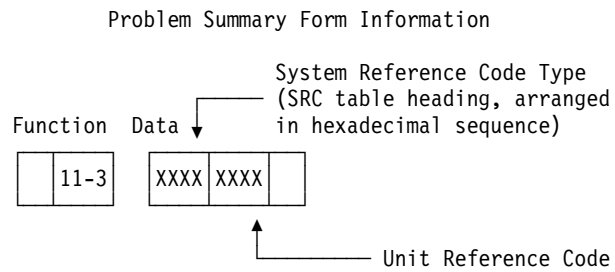 Problem Summary Form Information
System Reference Code Type
(SRC table heading, arranged
Function Data in hexadecimal sequence)
11-3 XXXX XXXX
Unit Reference Code